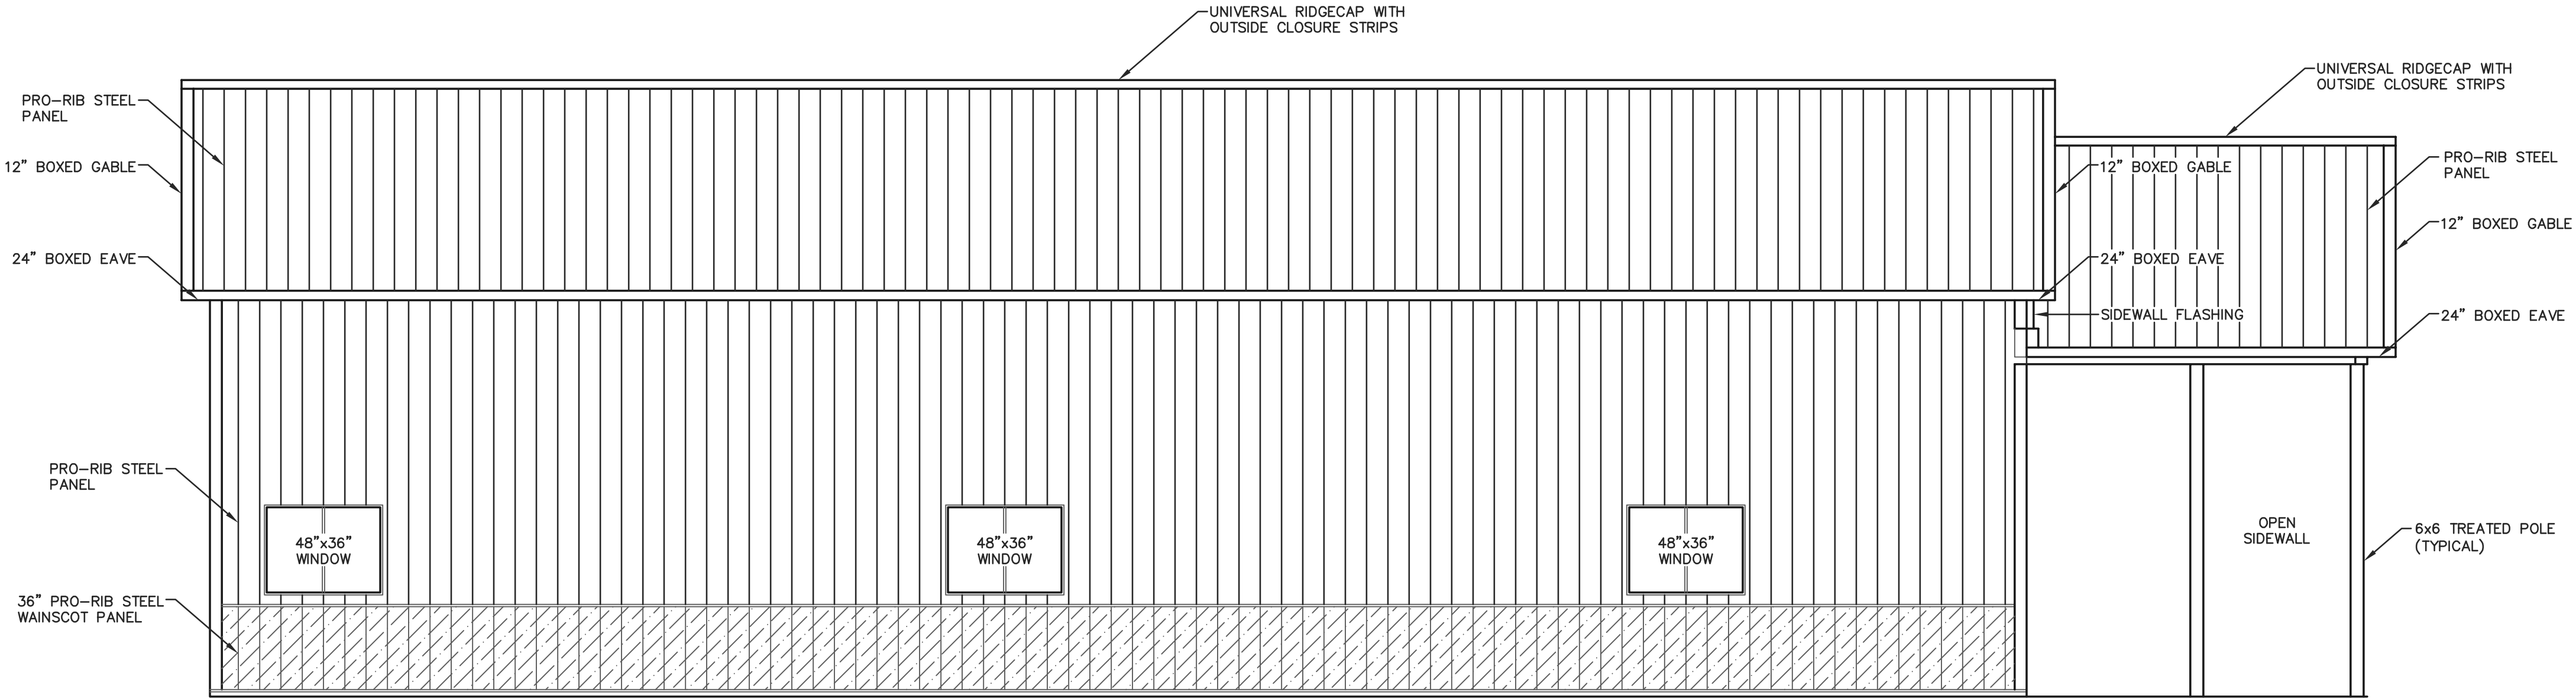 UNIVERSAL RIDGECAP WITH
OUTSIDE CLOSURE STRIPS
UNIVERSAL RIDGECAP WITH
OUTSIDE CLOSURE STRIPS
PRO-RIB STEEL
PANEL
12” BOXED GABLE
24” BOXED EAVE
12” BOXED GABLE
24” BOXED EAVE
SIDEWALL FLASHING
PRO-RIB STEEL
PANEL
12” BOXED GABLE
24” BOXED EAVE
PRO-RIB STEEL
PANEL
36” PRO-RIB STEEL
WAINSCOT PANEL
48”x36”
WINDOW
48”x36”
WINDOW
48”x36”
WINDOW
OPEN
SIDEWALL
6x6 TREATED POLE
(TYPICAL)